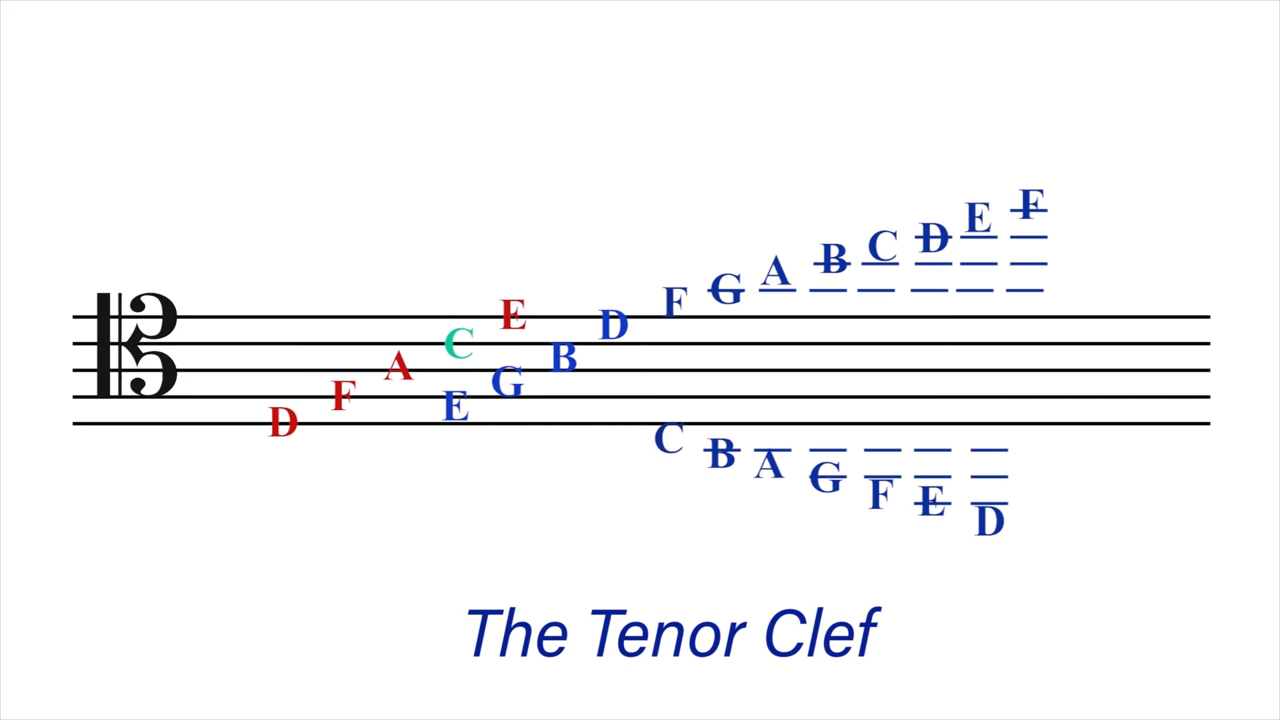 D F A C E
E G B D
F G A B C D E F
C B A G F E D
The Tenor Clef